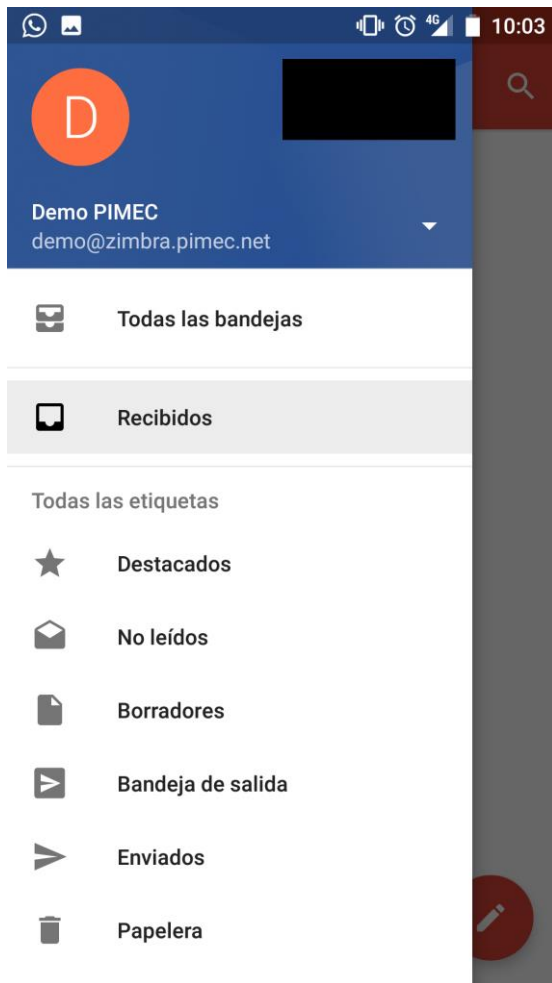 4G 10:03
D
Demo PIMEC
demo@zimbra.pimec.net
Todas las bandejas
Recibidos
Todas las etiquetas
Destacados
No leídos
Borradores
Bandeja de salida
Enviados
Papelera